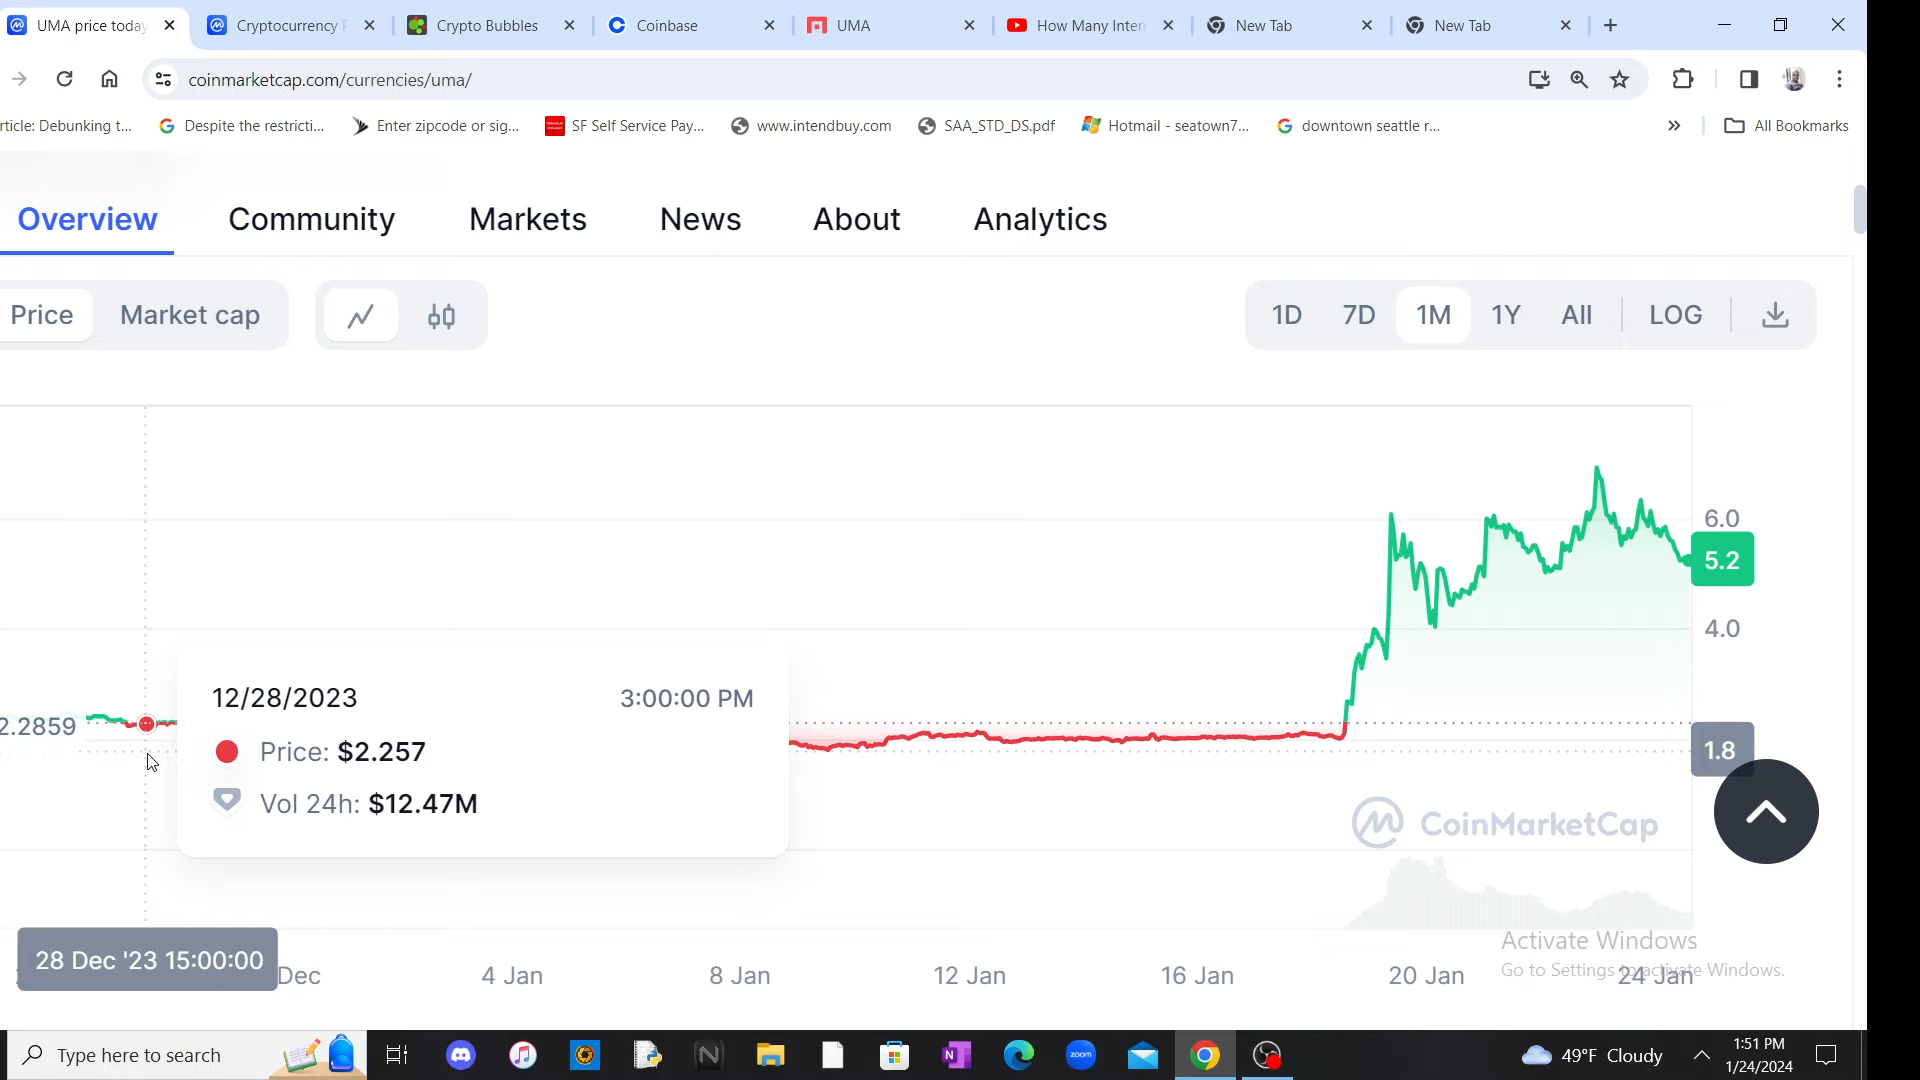 UMA price today
Cryptocurrency
Crypto Bubbles
Coinbase
UMA
How Many Inter
New Tab
New Tab
coinmarketcap.com/currencies/uma/
rticle: Debunking t...
Despite the restricti...
Enter zipcode or sig...
SF Self Service Pay...
www.intendbuy.com
SAA_STD_DS.pdf
Hotmail - seatown7...
downtown seattle r...
All Bookmarks
Overview
Community
Markets
News
About
Analytics
Price
Market cap
1D
7D
1M
1Y
All
LOG
6.0
5.2
4.0
12/28/2023
3:00:00 PM
2.2859
Price: $2.257
1.8
Vol 24h: $12.47M
CoinMarketCap
Activate Windows
Go to Settings to activate Windows.
28 Dec '23 15:00:00
Dec
4 Jan
8 Jan
12 Jan
16 Jan
20 Jan
24 Jan
Type here to search
zoom
49°F Cloudy
1:51 PM
1/24/2024